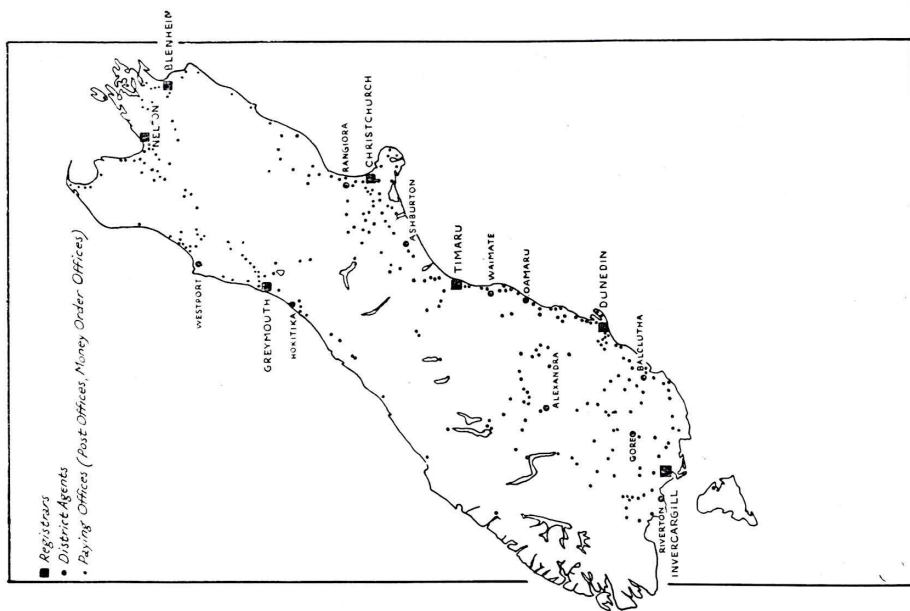 Registrars
District Agents
Paying Offices (Post Offices, Money Order Offices)
BLENHEIM
NELSON
WESTPORT
GREYMOUTH
HOKITIKA
RANGIORA
CHRISTCHURCH
ASHBURTON
TIMARU
WAIMATE
OAMARU
DUNEDIN
ALEXANDRA
BALCLUTHA
GORE
RIVERTON
INVERCARGILL